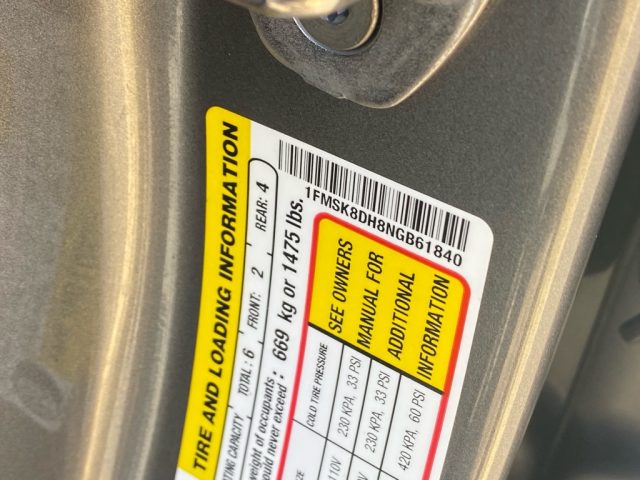 1FMSK8DH8NGB61840
TIRE AND LOADING INFORMATION
TOTAL: 6 FRONT: 2 REAR: 4
CAPACITY
weight of occupants
never exceed: 669 kg or 1475 lbs.
COLD TIRE PRESSURE
230 KPA, 33 PSI
230 KPA, 33 PSI
420 KPA, 60 PSI
SEE OWNERS
MANUAL FOR
ADDITIONAL
INFORMATION